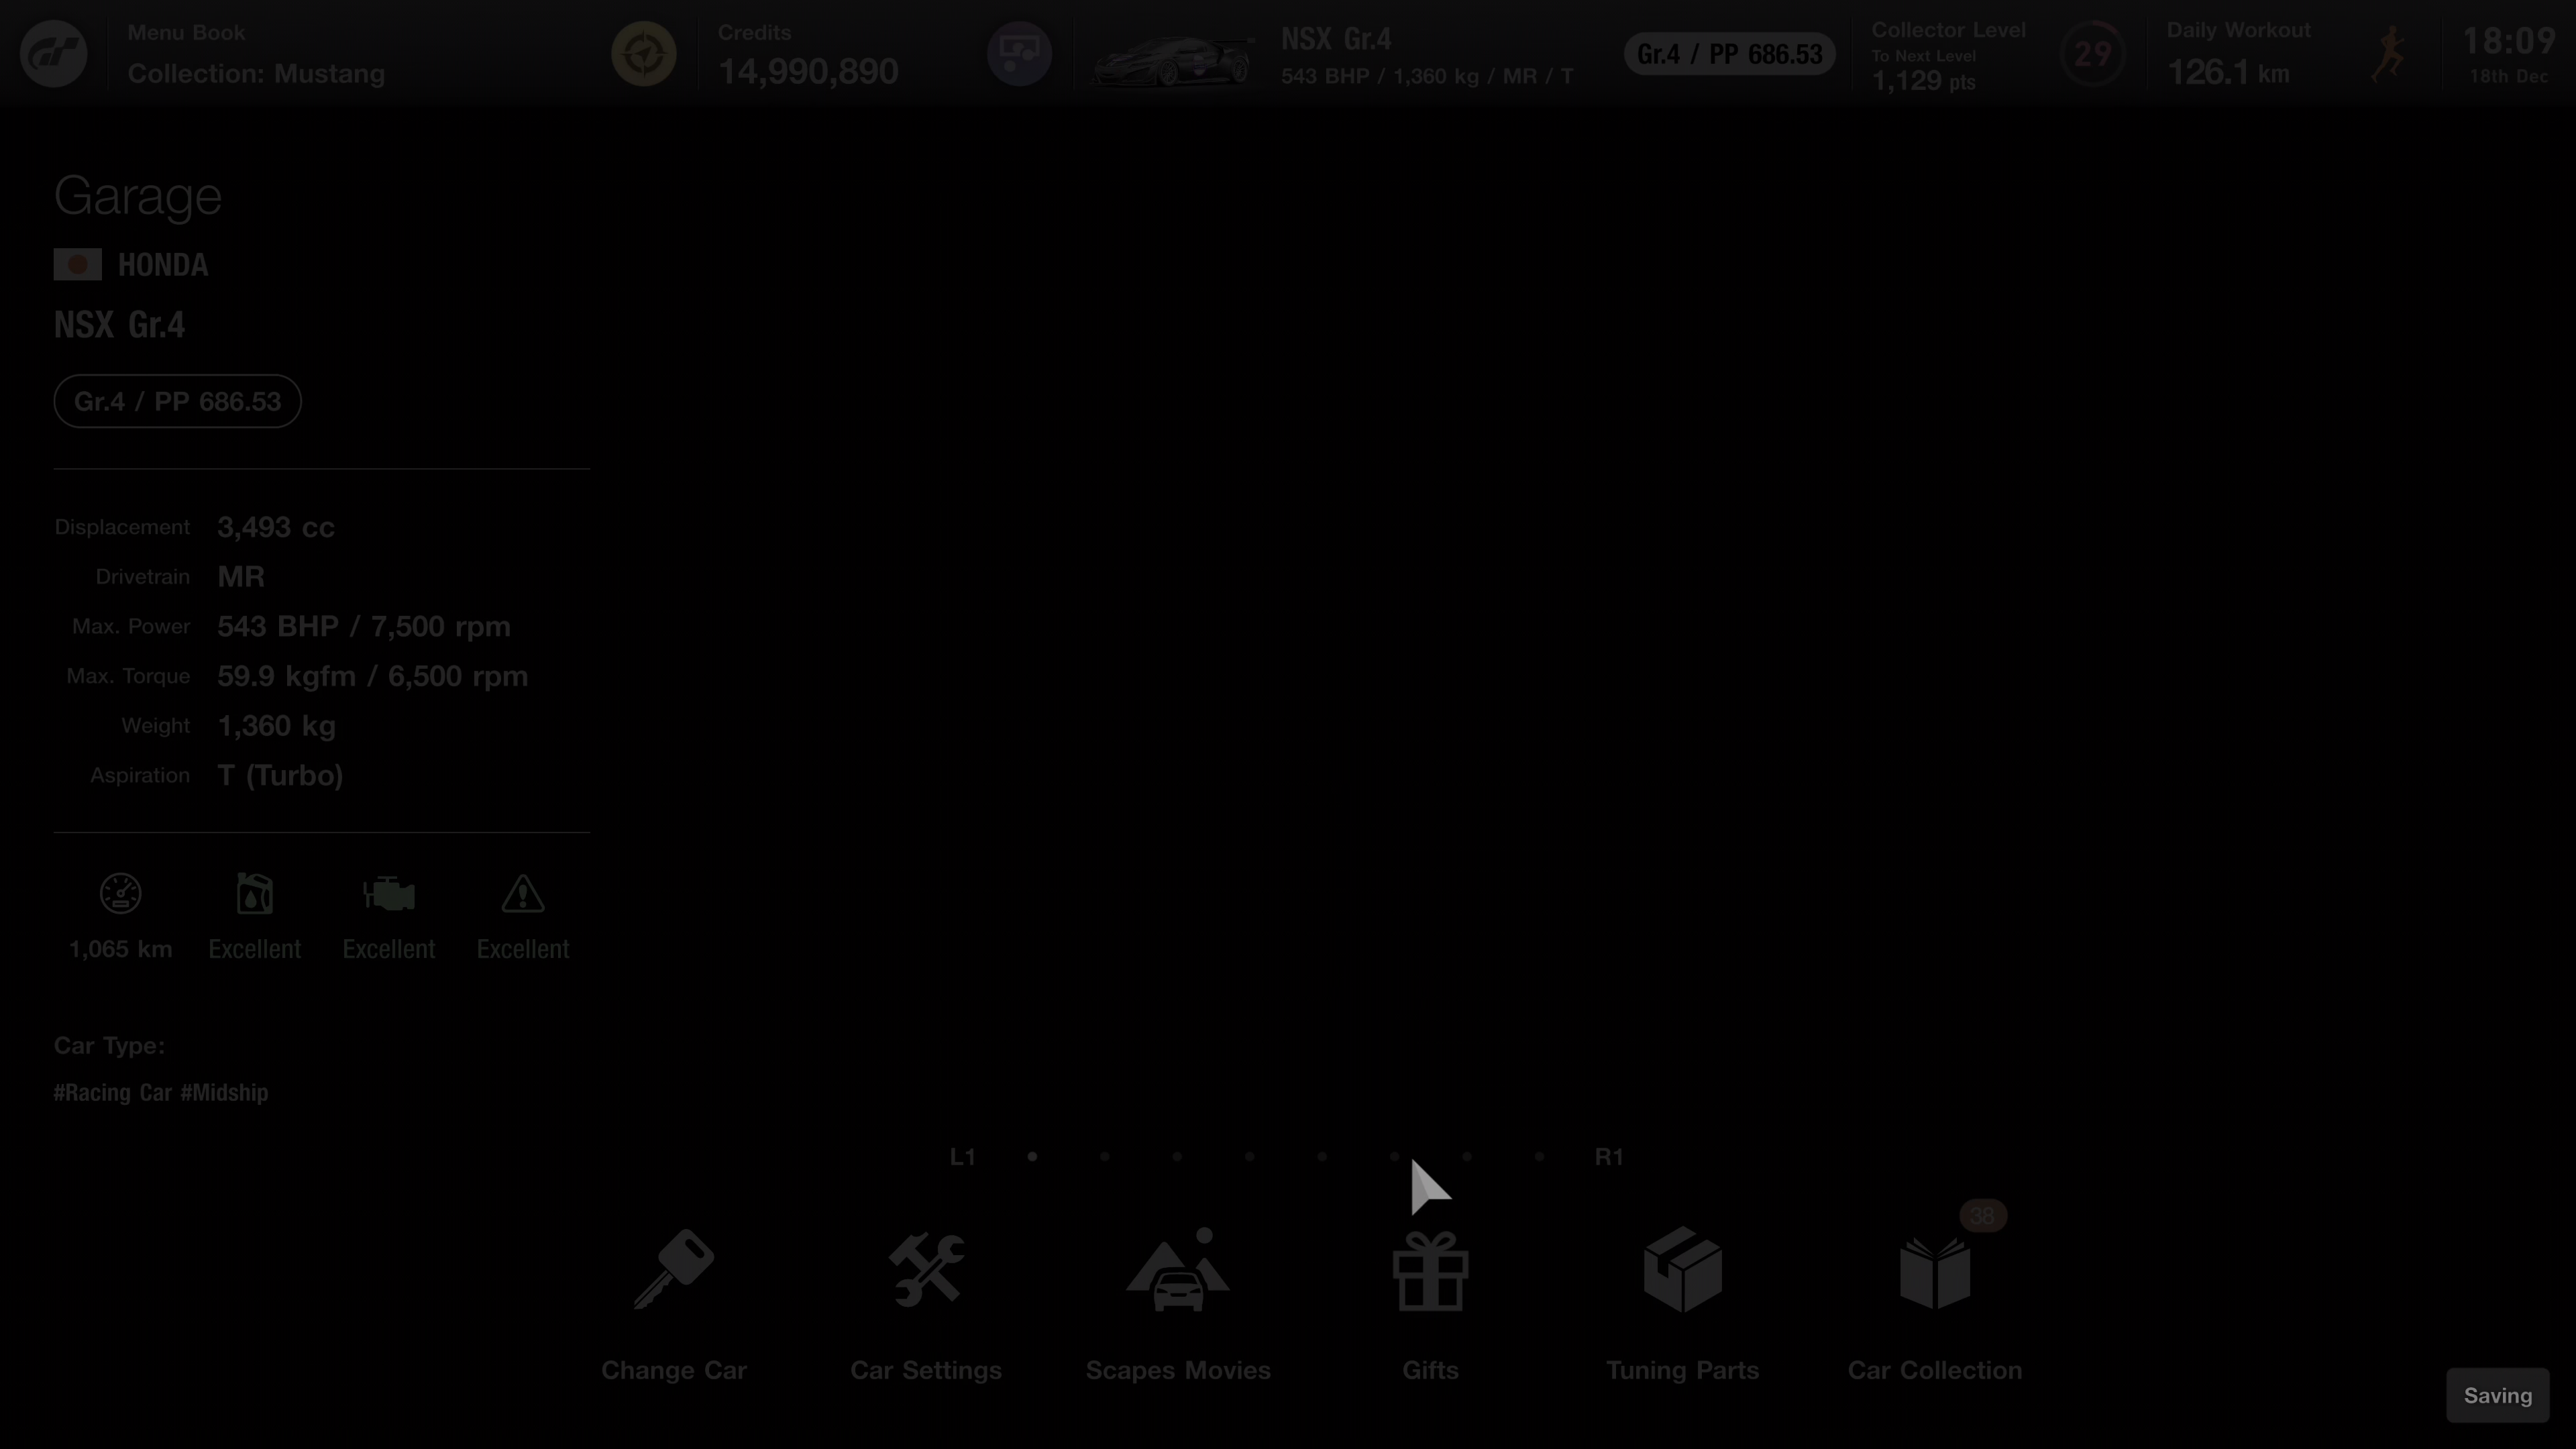 Menu Book
Collection: Mustang
Credits
14,990,890
NSX Gr.4
543 BHP / 1,360 kg / MR / T
Gr.4 / PP 686.53
Collector Level
To Next Level
1,129 pts
29
Daily Workout
126.1 km
18:09
18th Dec
Garage
HONDA
NSX Gr.4
Gr.4 / PP 686.53
Displacement 3,493 cc
Drivetrain MR
Max. Power 543 BHP / 7,500 rpm
Max. Torque 59.9 kgfm / 6,500 rpm
Weight 1,360 kg
Aspiration T (Turbo)
1,065 km Excellent Excellent Excellent
Car Type:
#Racing Car #Midship
L1 R1
38
Change Car Car Settings Scapes Movies Gifts Tuning Parts Car Collection
Saving